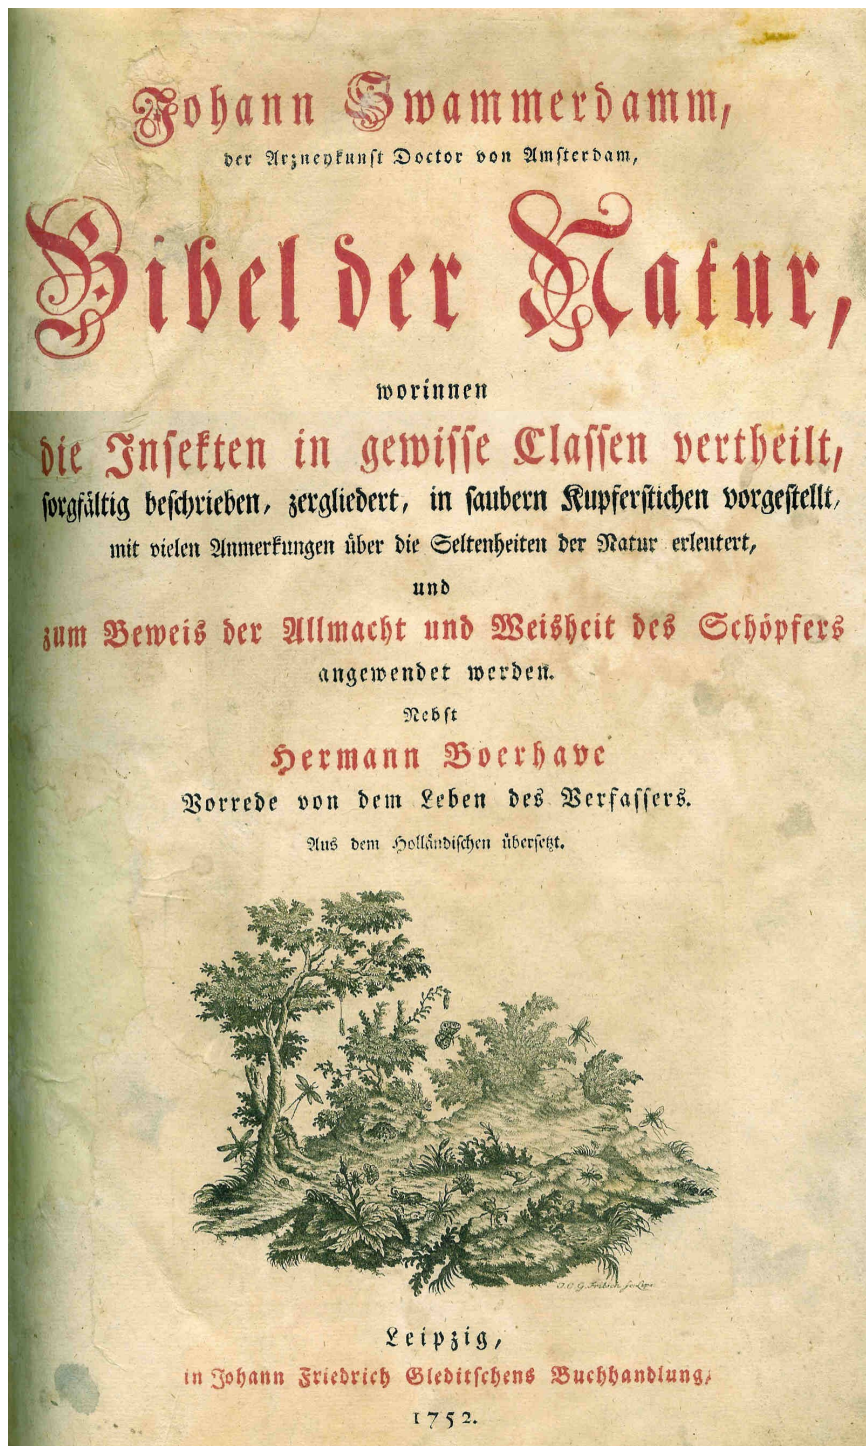 Johann Swammerdamm,
der Arzneykunst Doctor von Amsterdam,
Bibel der Natur,
worinnen
die Insekten in gewisse Classen vertheilt,
sorgfältig beschrieben, zergliedert, in saubern Kupferstichen vorgestellt,
mit vielen Anmerkungen über die Seltenheiten der Natur erleutert,
und
zum Beweis der Allmacht und Weisheit des Schöpfers
angewendet werden.
Nebst
Hermann Boerhave
Vorrede von dem Leben des Verfassers.
Aus dem Holländischen übersetzt.
Leipzig,
in Johann Friedrich Gleditschens Buchhandlung,
1752.